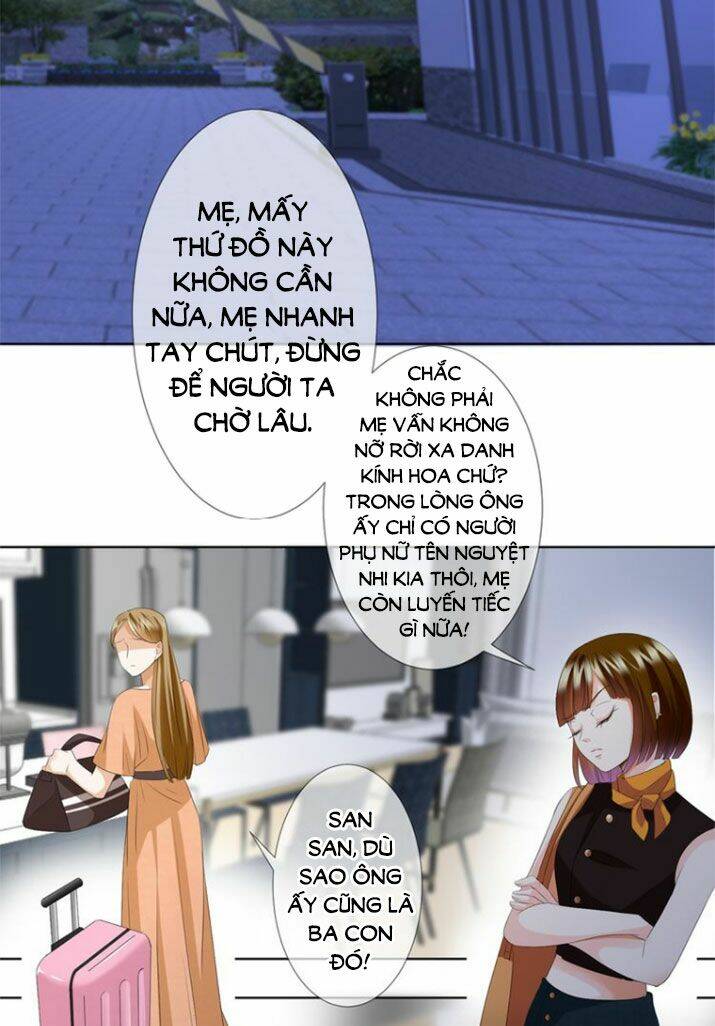 MẸ, MẤY
THỨ ĐỒ NÀY
KHÔNG CẦN
NỮA, MẸ NHANH
TAY CHÚT, ĐỪNG
ĐỂ NGƯỜI TA
CHỜ LÂU.
CHẮC
KHÔNG PHẢI
MẸ VẪN KHÔNG
NỠ RỜI XA DANH
KÍNH HOA CHỨ?
TRONG LÒNG ÔNG
ẤY CHỈ CÓ NGƯỜI
PHỤ NỮ TÊN NGUYỆT
NHI KIA THÔI, MẸ
CÒN LUYẾN TIẾC
GÌ NỮA!
SAN
SAN, DÙ
SAO ÔNG
ẤY CŨNG LÀ
BA CON
ĐÓ!